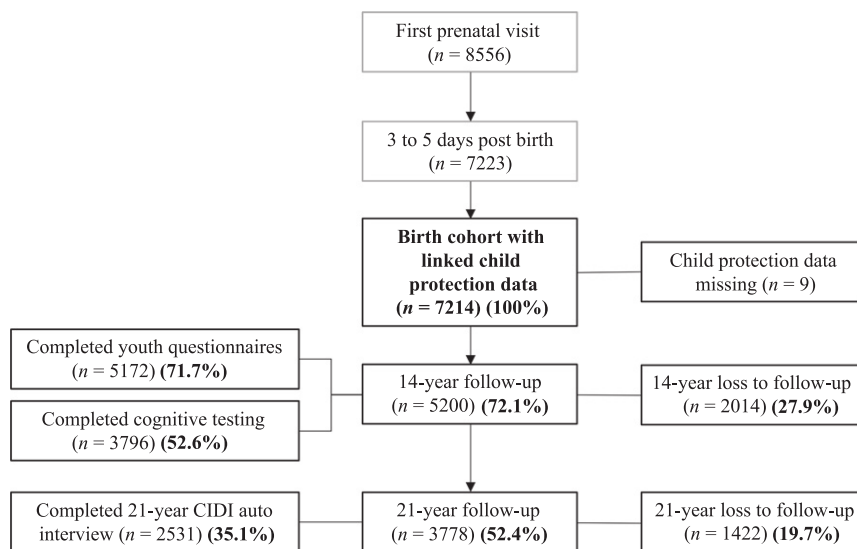 First prenatal visit
(n = 8556)
3 to 5 days post birth
(n = 7223)
Birth cohort with
linked child
protection data
(n = 7214) (100%)
Child protection data
missing (n = 9)
Completed youth questionnaires
(n = 5172) (71.7%)
Completed cognitive testing
(n = 3796) (52.6%)
14-year follow-up
(n = 5200) (72.1%)
14-year loss to follow-up
(n = 2014) (27.9%)
Completed 21-year CIDI auto
interview (n = 2531) (35.1%)
21-year follow-up
(n = 3778) (52.4%)
21-year loss to follow-up
(n = 1422) (19.7%)